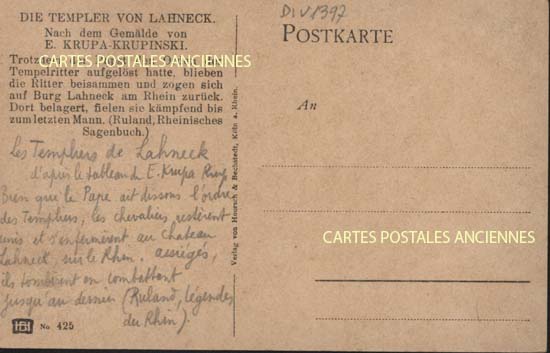 DIV1397
DIE TEMPLER VON LAHNECK.
Nach dem Gemälde von
E. KRUPA-KRUPINSKI.
CARTES POSTALES ANCIENNES
Tempelritter aufgelöst hatte, blieben
die Ritter beisammen und zogen sich
auf Burg Lahneck am Rhein zurück.
Dort belagert, fielen sie kämpfend bis
zum letzten Mann. (Ruland, Rheinisches
Sagenbuch.)
Les Templiers de Lahneck
d'après le tableau de E. Krupa Krup
Bien que le Pape ait dissous l'ordre
des Templiers, les chevaliers restèrent
unis et s'enfermèrent au Chateau
Lahneck, sur le Rhin. assiégés,
ils tombèrent en combattant
jusqu'au dernier (Ruland, légendes
du Rhin).
HB No 425
Verlag von Hoursch & Bechstedt, Köln a. Rhein.
POSTKARTE
An
CARTES POSTALES ANCIENNES